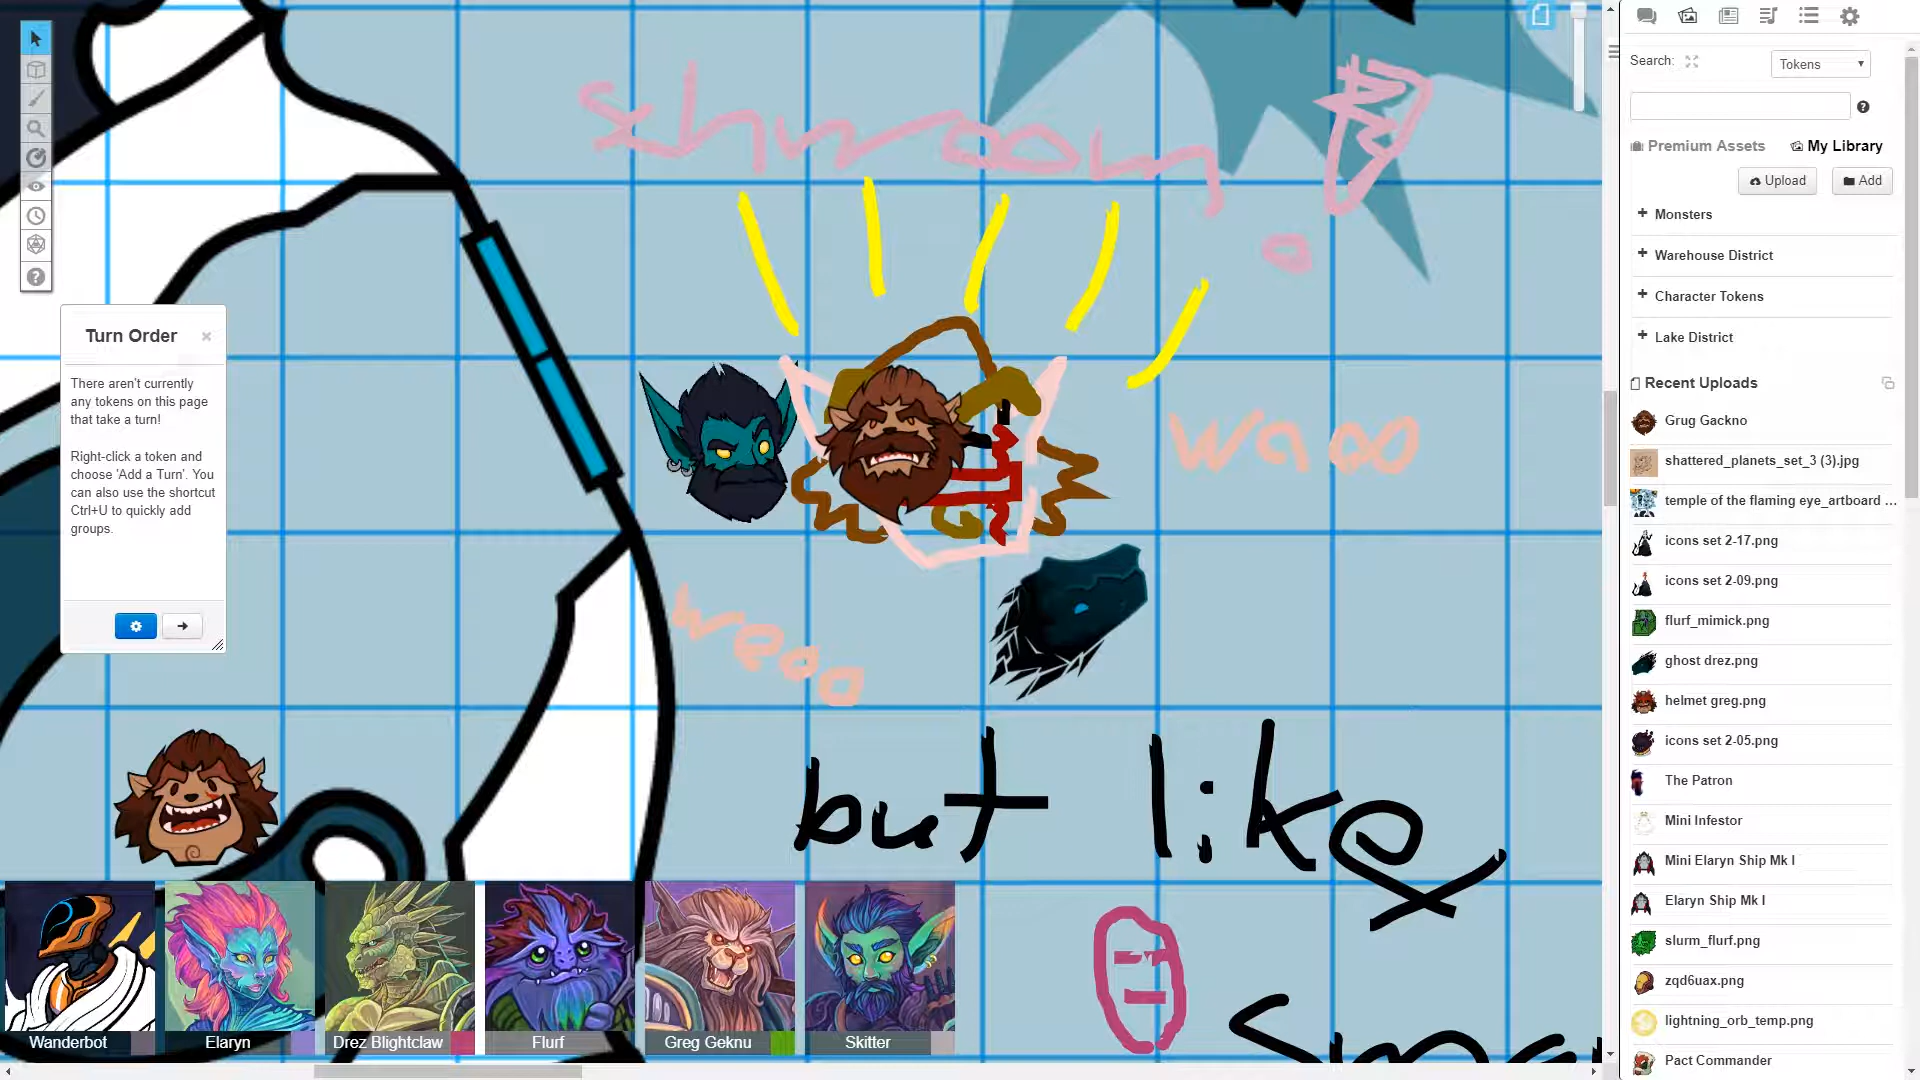 Search:
Tokens
Premium Assets
My Library
Upload
Add
Monsters
Warehouse District
Character Tokens
Lake District
Recent Uploads
Grug Gackno
shattered_planets_set_3 (3).jpg
temple of the flaming eye_artboard ...
icons set 2-17.png
icons set 2-09.png
flurf_mimick.png
ghost drez.png
helmet greg.png
icons set 2-05.png
The Patron
Mini Infestor
Mini Elaryn Ship Mk I
Elaryn Ship Mk I
slurm_flurf.png
zqd6uax.png
lightning_orb_temp.png
Pact Commander
Turn Order
There aren't currently
any tokens on this page
that take a turn!
Right-click a token and
choose 'Add a Turn'. You
can also use the shortcut
Ctrl+U to quickly add
groups.
shroom
waoo
weoo
but like
Wanderbot
Elaryn
Drez Blightclaw
Flurf
Greg Geknu
Skitter